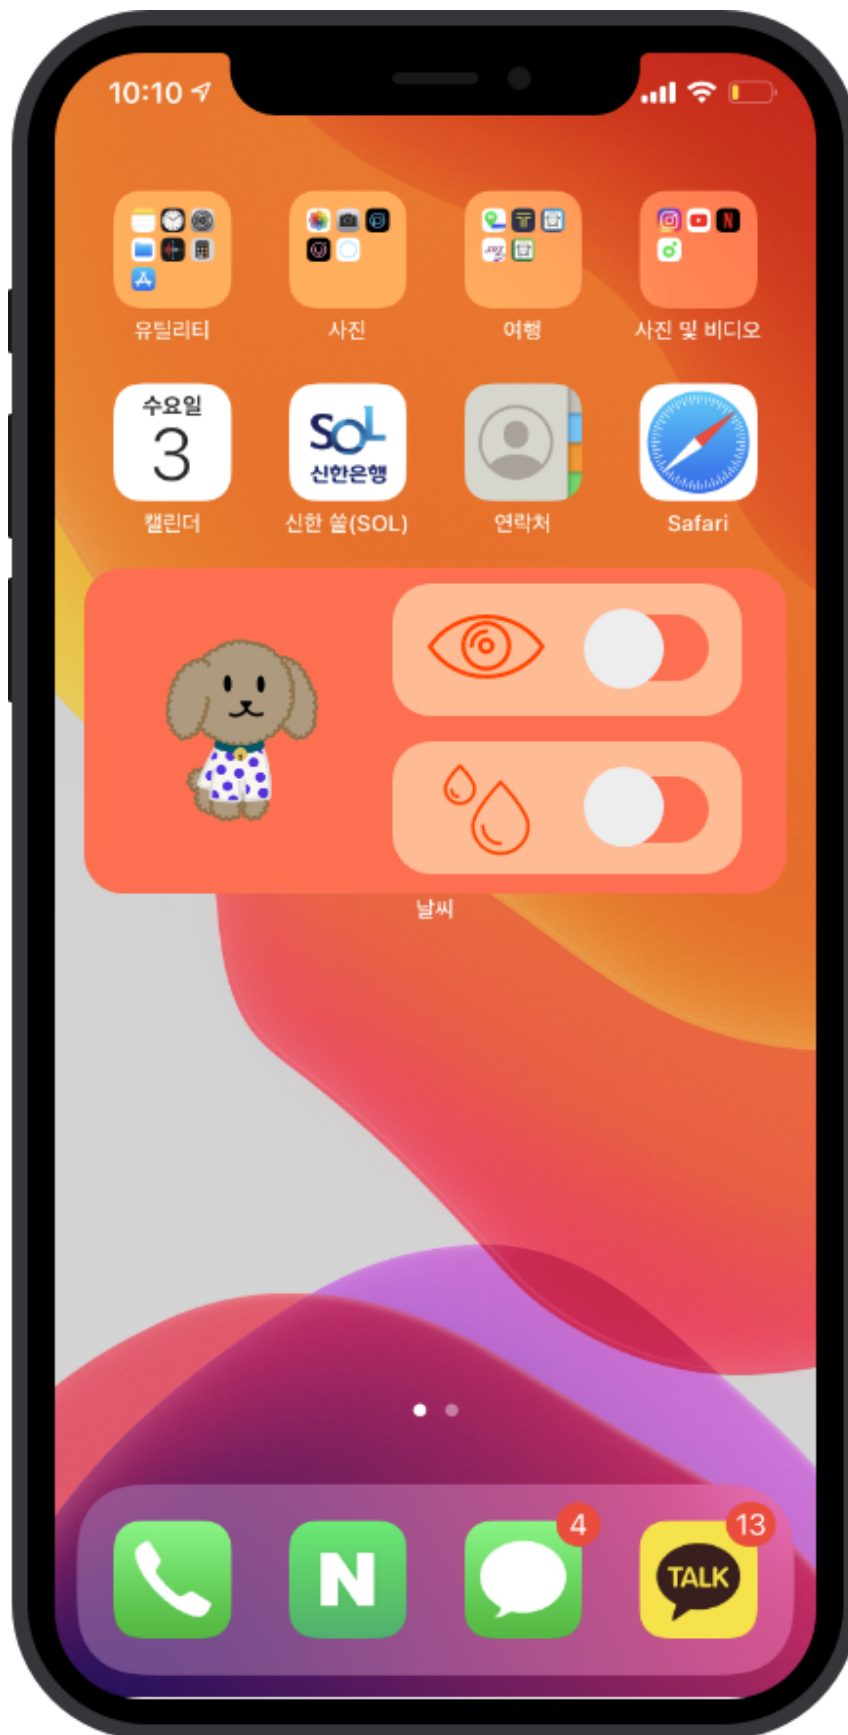 10:10
유틸리티
사진
여행
사진 및 비디오
수요일
3
SOL
신한은행
캘린더
신한 쏠(SOL)
연락처
Safari
날씨
N
4
TALK
13